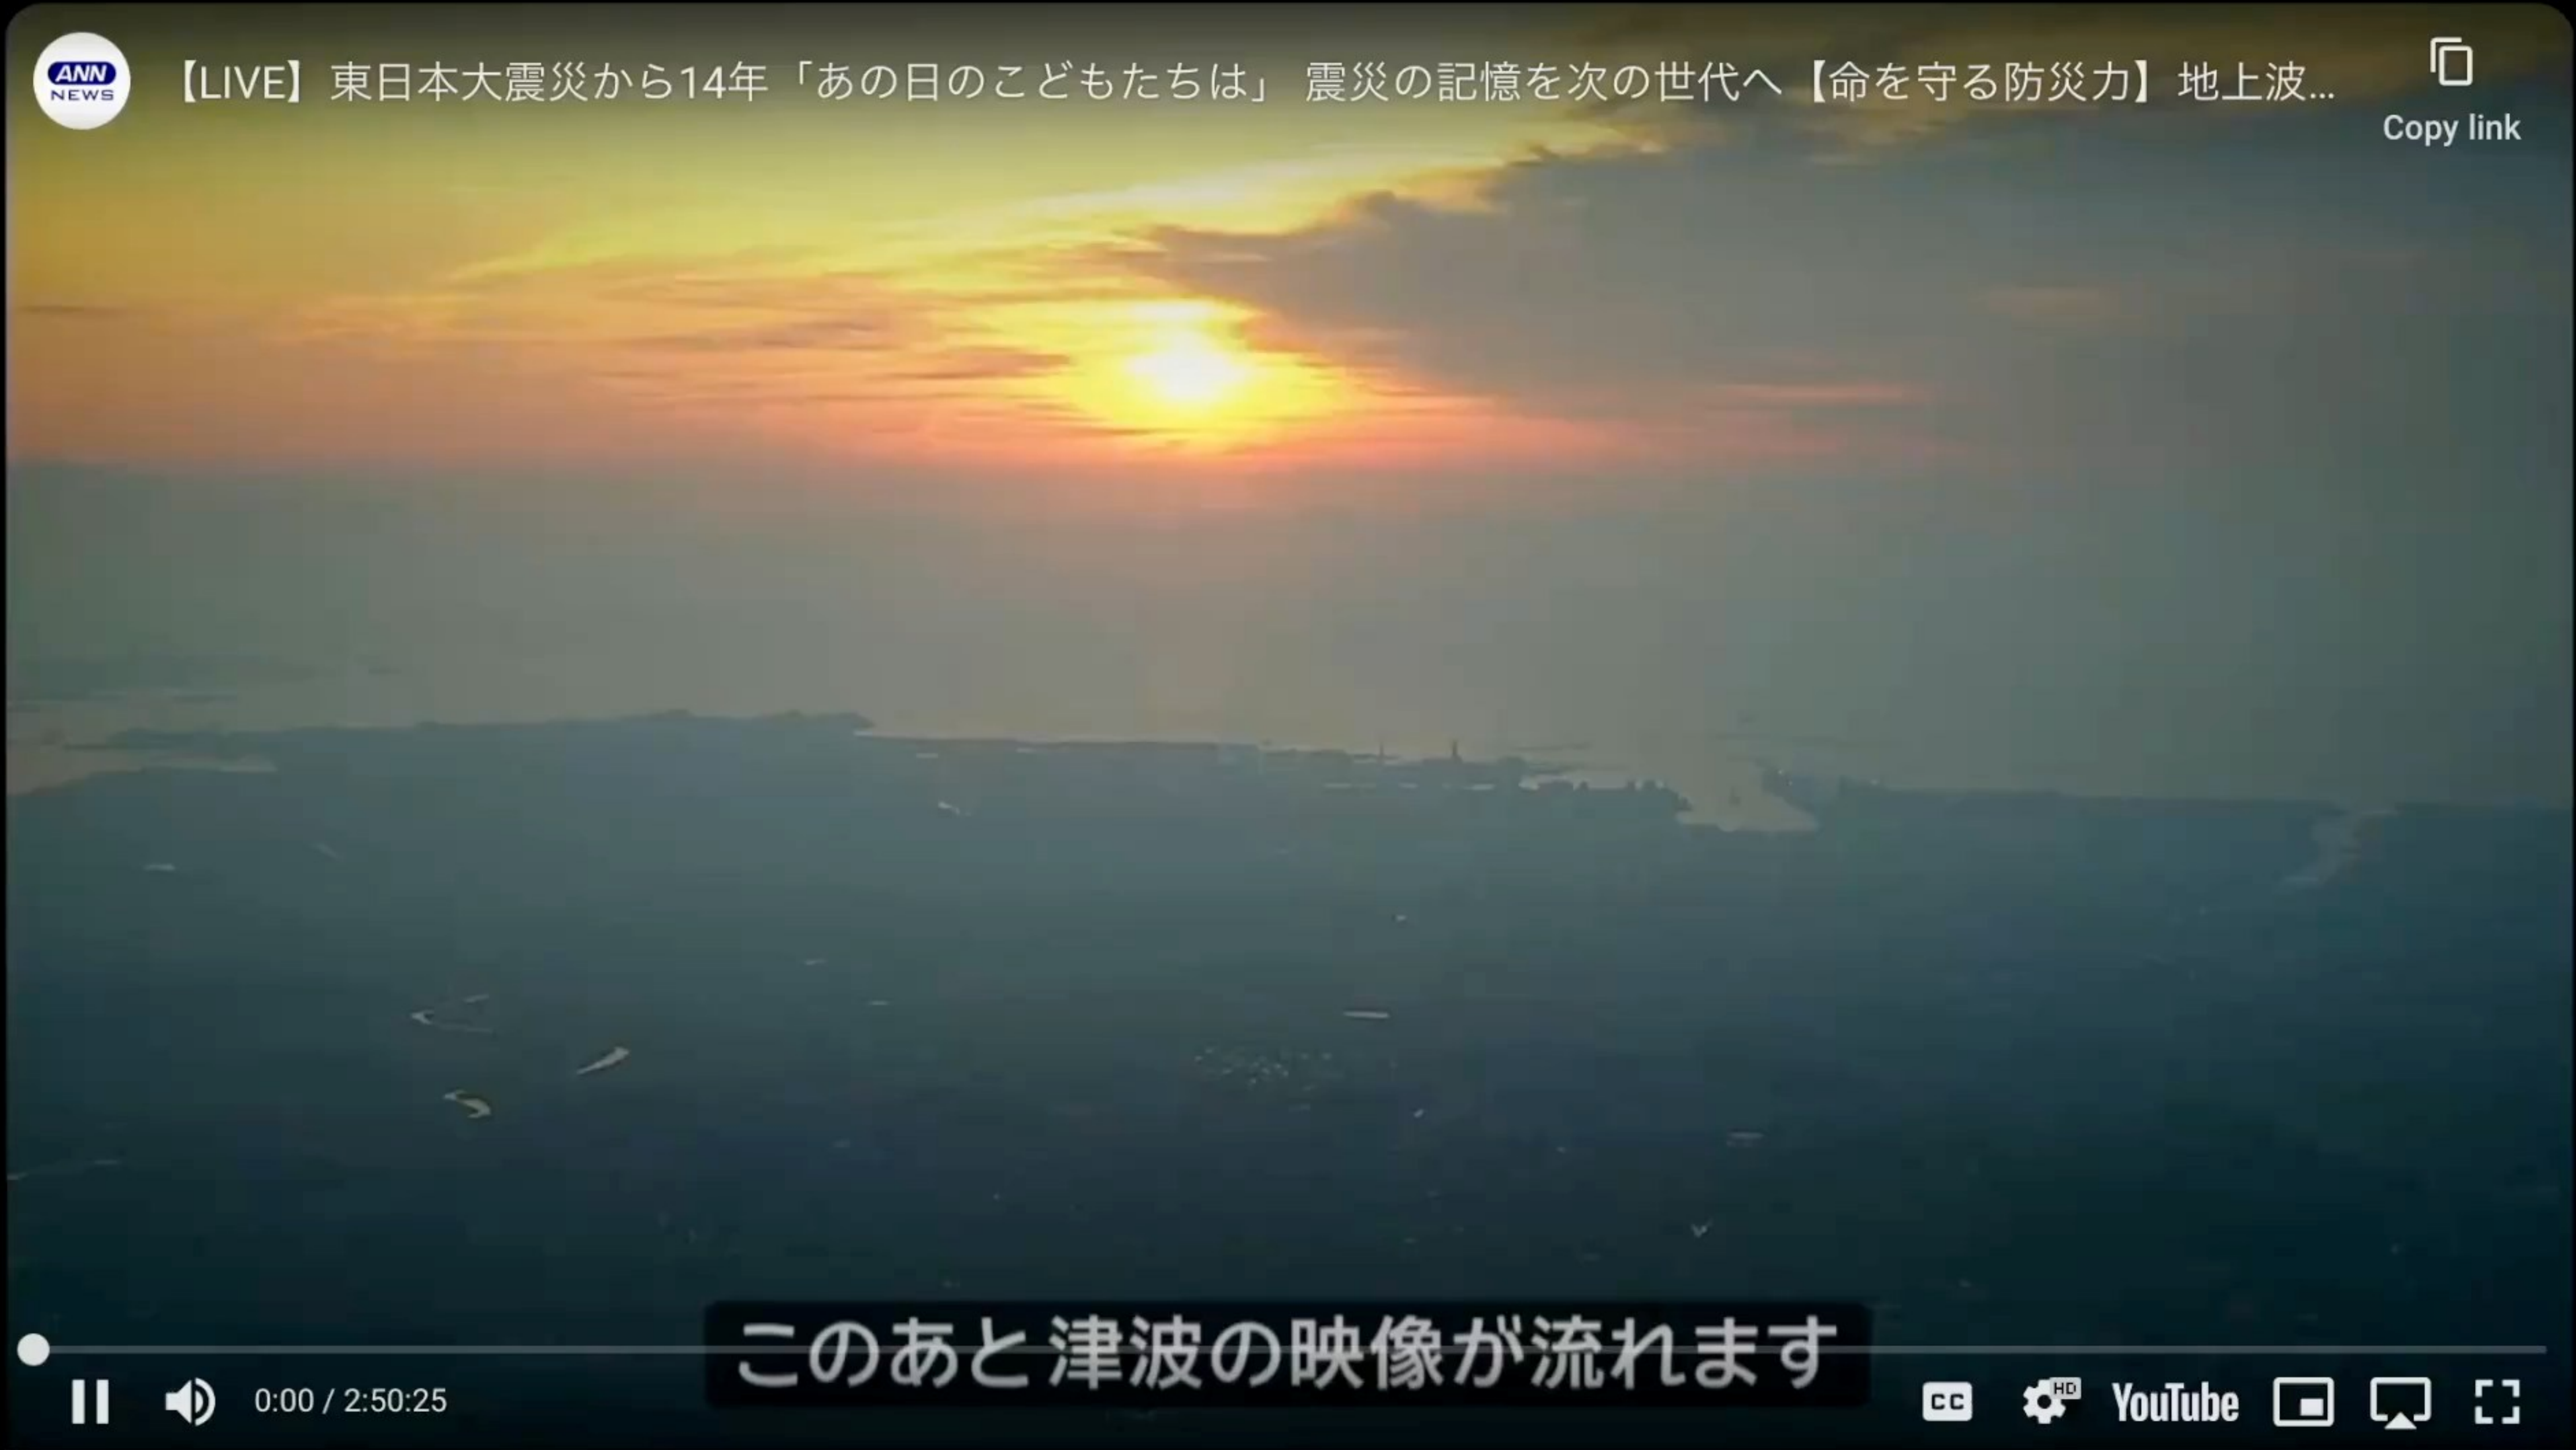 ANN
NEWS
【LIVE】東日本大震災から14年「あの日のこどもたちは」 震災の記憶を次の世代へ【命を守る防災力】地上波...
Copy link
このあと津波の映像が流れます
0:00 / 2:50:25
CC
HD
YouTube